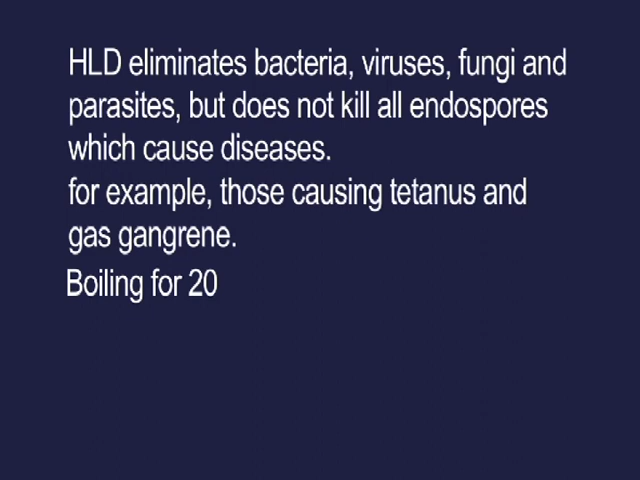 HLD eliminates bacteria, viruses, fungi and
parasites, but does not kill all endospores
which cause diseases.
for example, those causing tetanus and
gas gangrene.
Boiling for 20